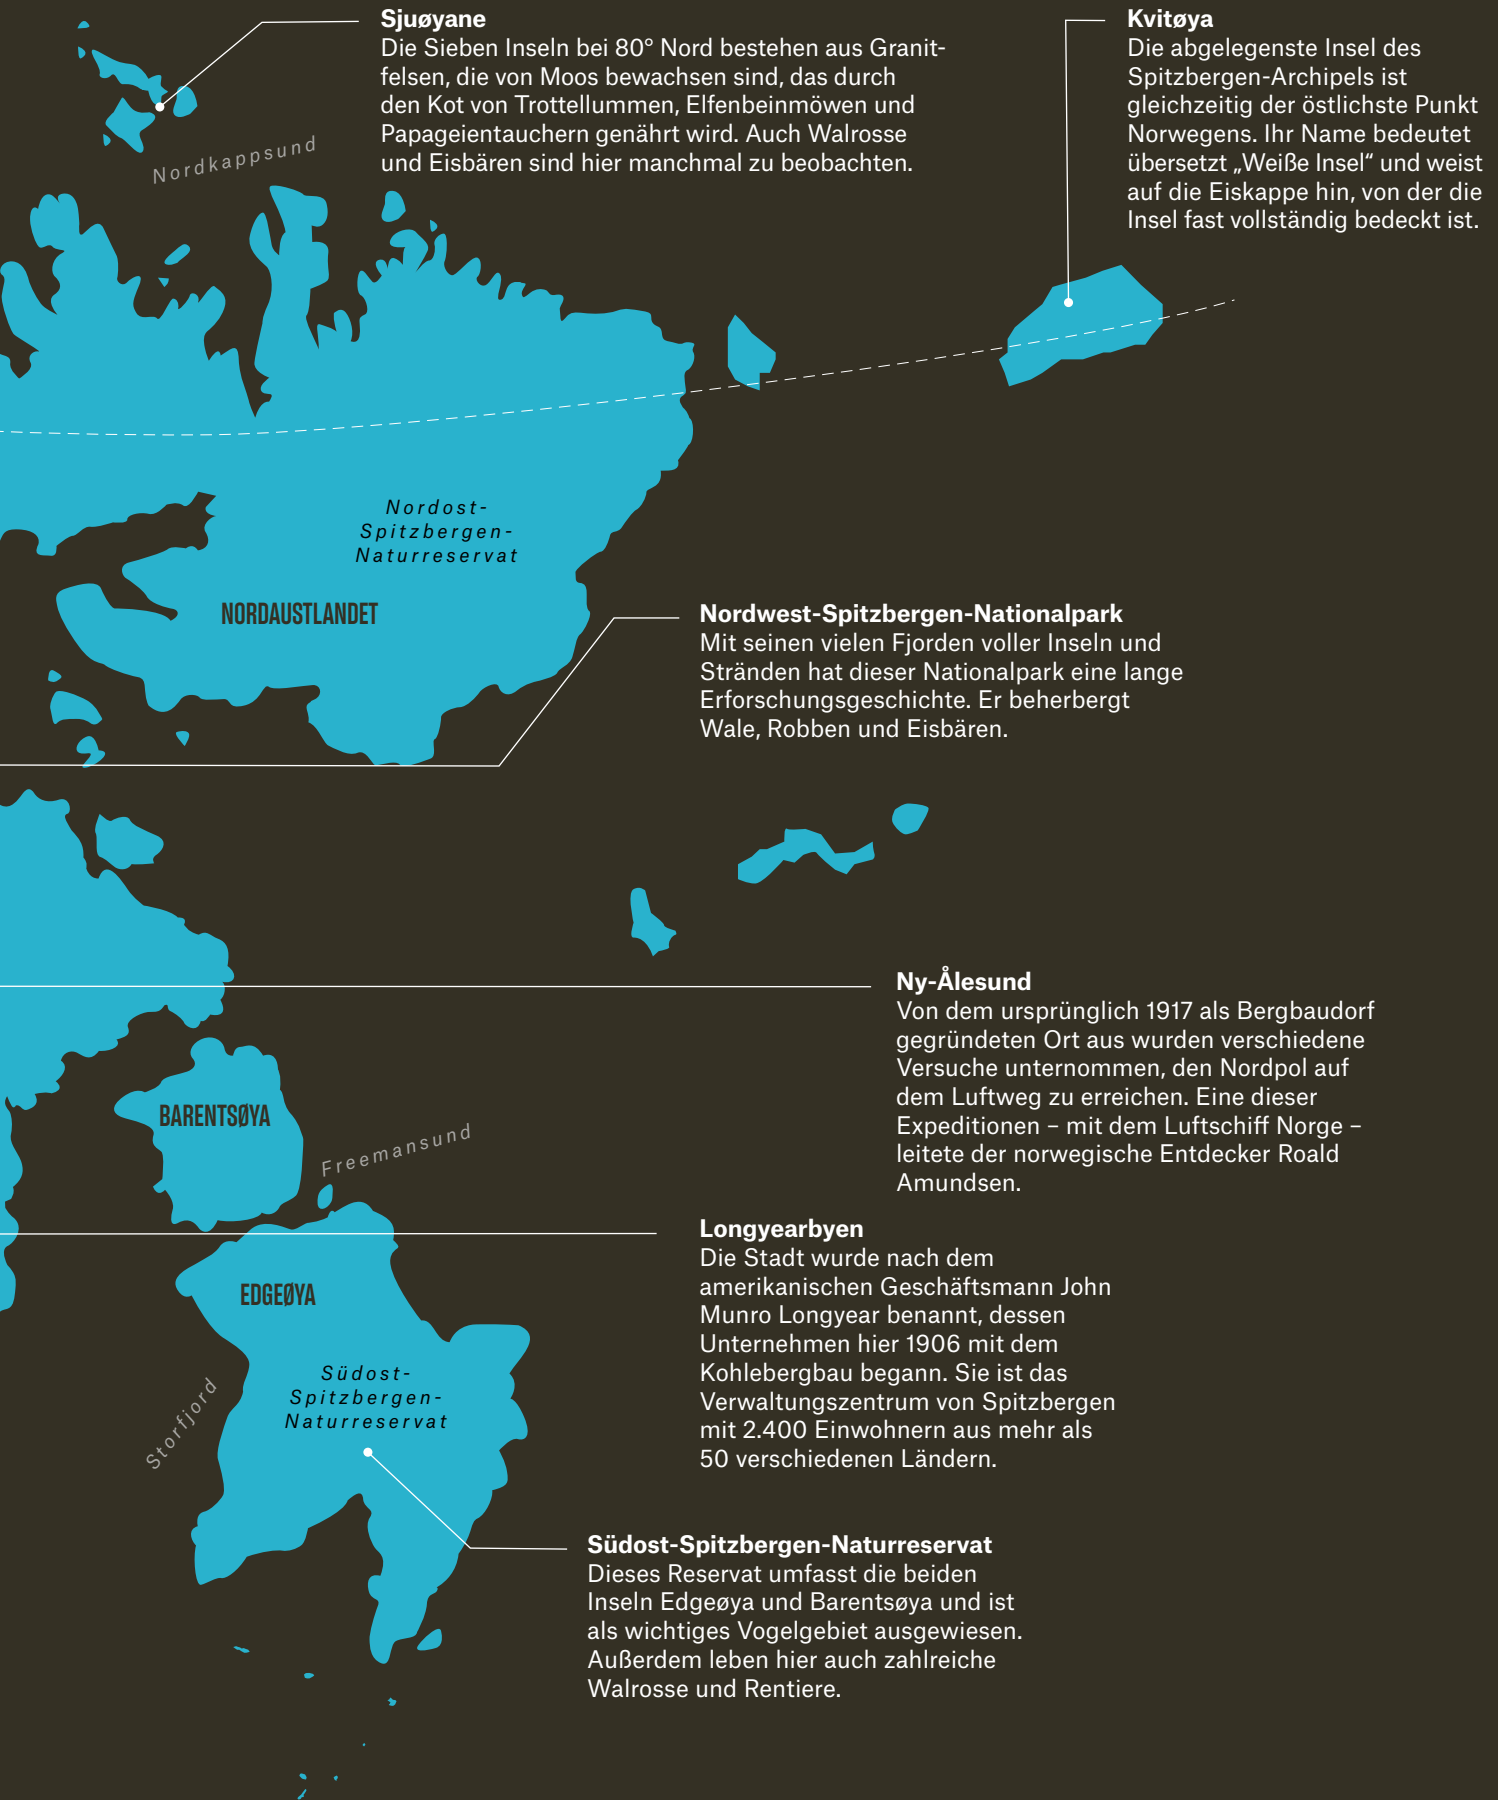 Sjuøyane
Die Sieben Inseln bei 80° Nord bestehen aus Granit-
felsen, die von Moos bewachsen sind, das durch
den Kot von Trottellummen, Elfenbeinmöwen und
Papageientauchern genährt wird. Auch Walrosse
und Eisbären sind hier manchmal zu beobachten.
Kvitøya
Die abgelegenste Insel des
Spitzbergen-Archipels ist
gleichzeitig der östlichste Punkt
Norwegens. Ihr Name bedeutet
übersetzt „Weiße Insel“ und weist
auf die Eiskappe hin, von der die
Insel fast vollständig bedeckt ist.
Nordkappsund
Nordost-
Spitzbergen-
Naturreservat
NORDAUSTLANDET
Nordwest-Spitzbergen-Nationalpark
Mit seinen vielen Fjorden voller Inseln und
Stränden hat dieser Nationalpark eine lange
Erforschungsgeschichte. Er beherbergt
Wale, Robben und Eisbären.
Ny-Ålesund
Von dem ursprünglich 1917 als Bergbaudorf
gegründeten Ort aus wurden verschiedene
Versuche unternommen, den Nordpol auf
dem Luftweg zu erreichen. Eine dieser
Expeditionen – mit dem Luftschiff Norge –
leitete der norwegische Entdecker Roald
Amundsen.
BARENTSØYA
Freemansund
Longyearbyen
Die Stadt wurde nach dem
amerikanischen Geschäftsmann John
Munro Longyear benannt, dessen
Unternehmen hier 1906 mit dem
Kohlebergbau begann. Sie ist das
Verwaltungszentrum von Spitzbergen
mit 2.400 Einwohnern aus mehr als
50 verschiedenen Ländern.
EDGEØYA
Südost-
Spitzbergen-
Naturreservat
Storfjord
Südost-Spitzbergen-Naturreservat
Dieses Reservat umfasst die beiden
Inseln Edgeøya und Barentsøya und ist
als wichtiges Vogelgebiet ausgewiesen.
Außerdem leben hier auch zahlreiche
Walrosse und Rentiere.